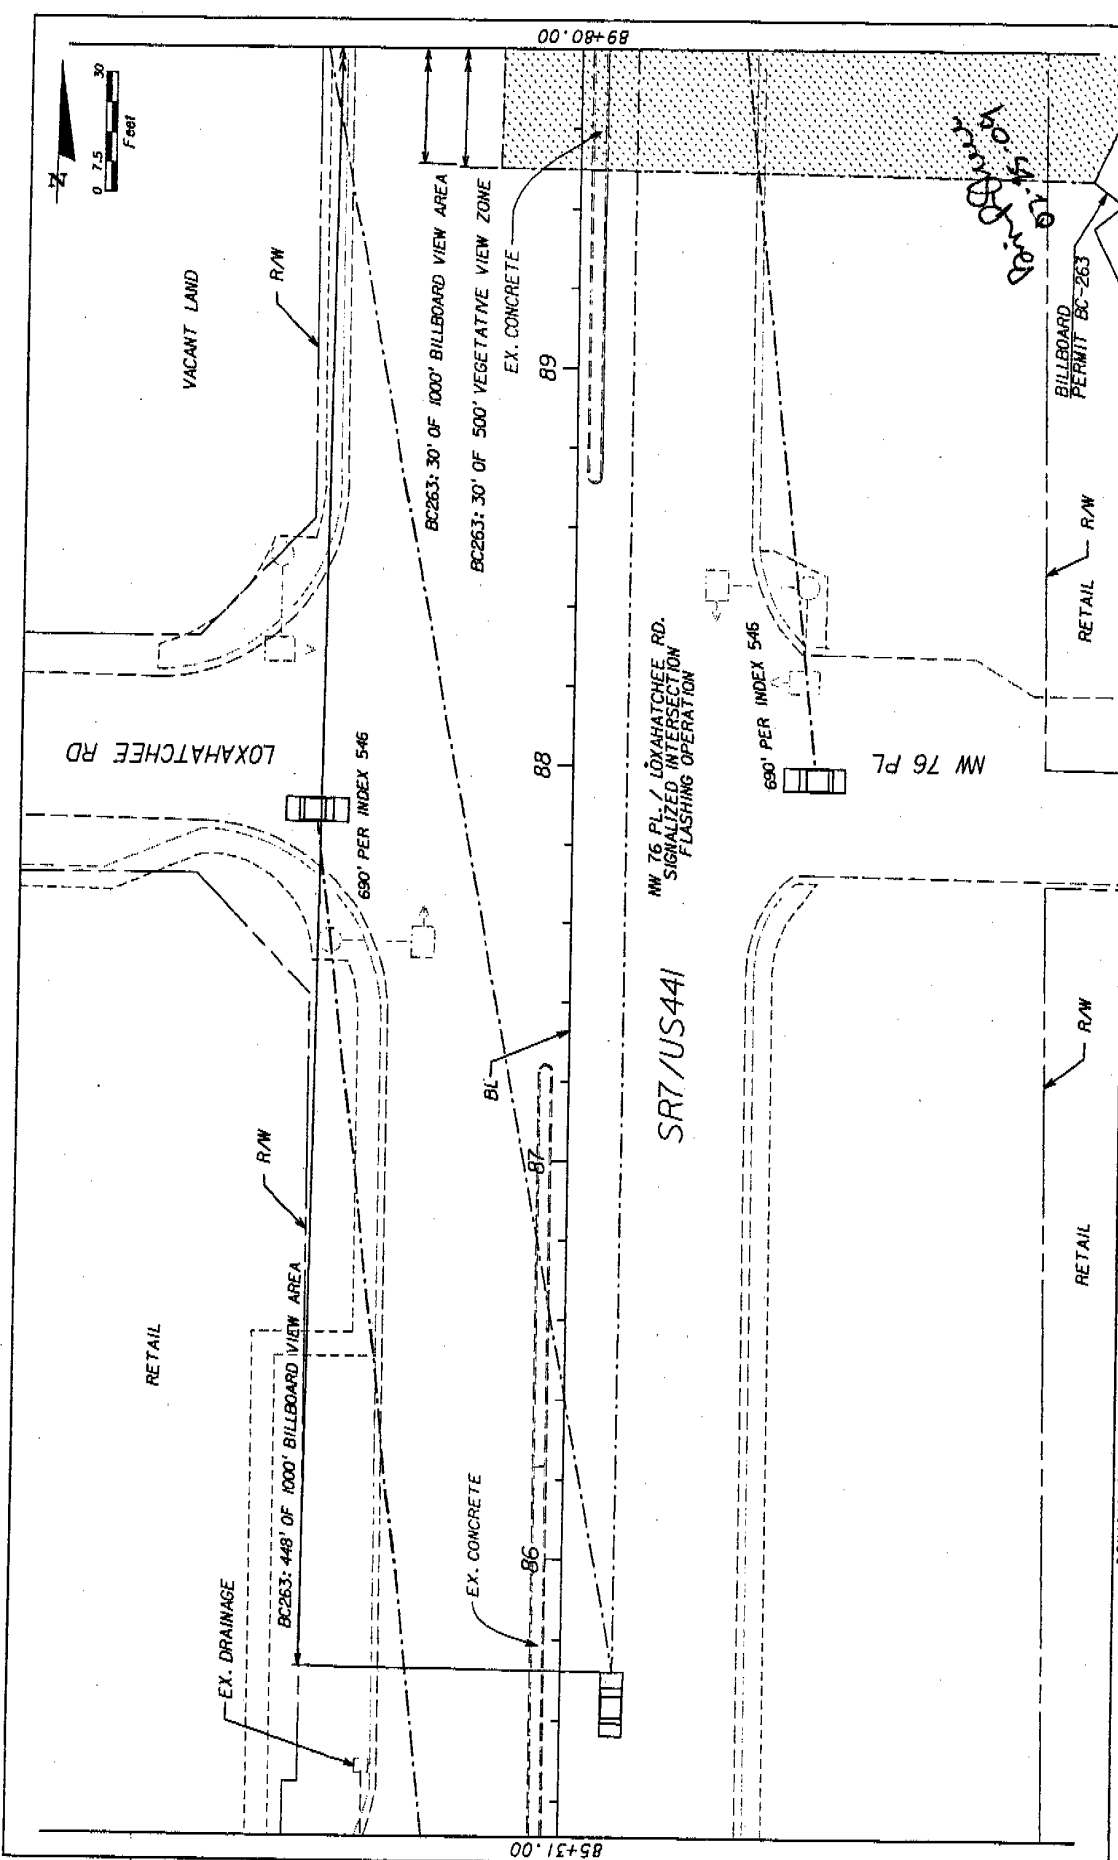 89+80.00
N
0 7.5 30
Feet
VACANT LAND
R/W
BC263: 30' OF 1000' BILLBOARD VIEW AREA
BC263: 30' OF 500' VEGETATIVE VIEW ZONE
EX. CONCRETE
89
BILLBOARD
PERMIT BC-263
RETAIL
R/W
LOXAHATCHEE RD
690' PER INDEX 546
88
NW 76 PL. / LOXAHATCHEE RD.
SIGNALIZED INTERSECTION
FLASHING OPERATION
690' PER INDEX 546
NW 76 PL
SR7/US441
BL
R/W
R/W
87
RETAIL
RETAIL
BC263: 448' OF 1000' BILLBOARD VIEW AREA
EX. CONCRETE
86
EX. DRAINAGE
85+31.00